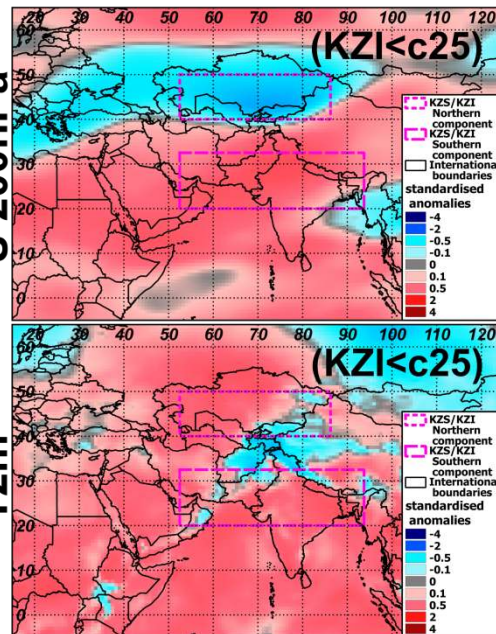 20 30 40 50 60 70 80 90 100
(KZI<c25)
60
50
40
30
20
10
0
KZS/KZI
Northern
component
KZS/KZI
Southern
component
International
boundaries
standardised
anomalies
-4
-2
-0.5
-0.1
0
0.1
0.5
2
4
20 30 40 50 60 70 80 90 100
(KZI<c25)
60
50
40
30
20
10
0
KZS/KZI
Northern
component
KZS/KZI
Southern
component
International
boundaries
standardised
anomalies
-4
-2
-0.5
-0.1
0
0.1
0.5
2
4